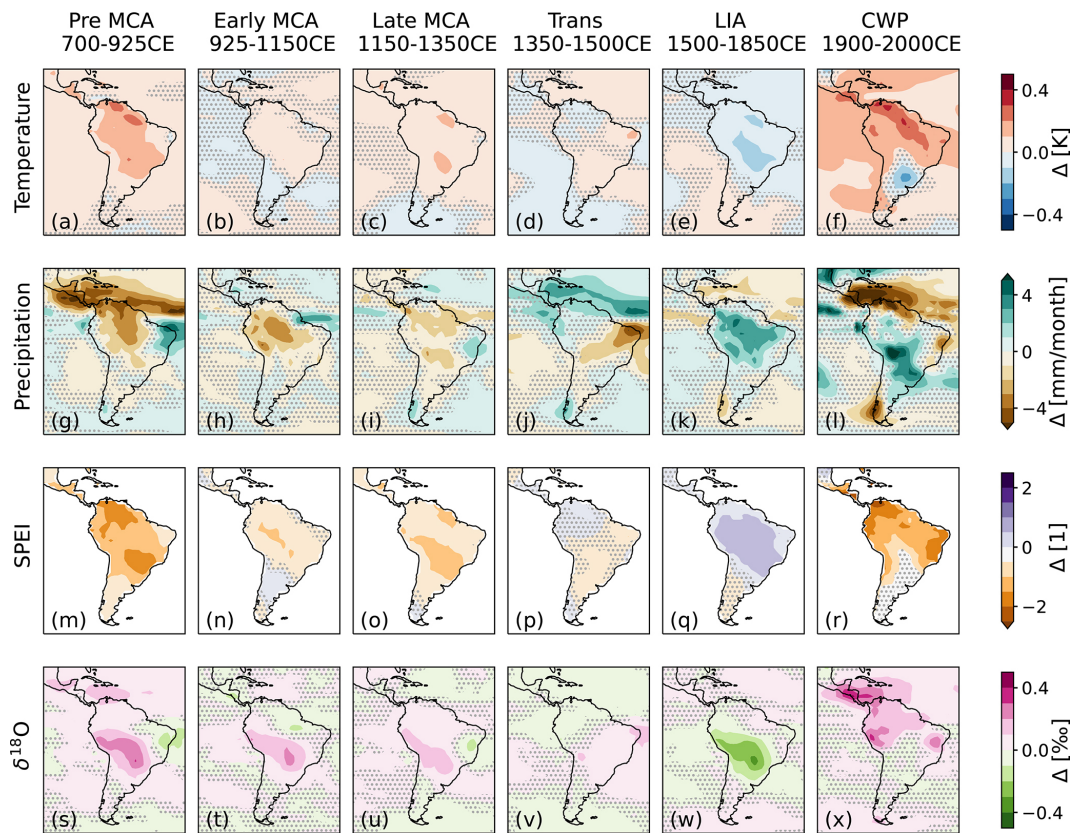 Pre MCA
700-925CE
Early MCA
925-1150CE
Late MCA
1150-1350CE
Trans
1350-1500CE
LIA
1500-1850CE
CWP
1900-2000CE
Temperature
(a)
(b)
(c)
(d)
(e)
(f)
0.4
0.0
−0.4
Δ [K]
Precipitation
(g)
(h)
(i)
(j)
(k)
(l)
4
2
0
−2
−4
Δ [mm/month]
SPEI
(m)
(n)
(o)
(p)
(q)
(r)
2
0
−2
Δ [1]
δ¹⁸O
(s)
(t)
(u)
(v)
(w)
(x)
0.4
0.0
−0.4
Δ [‰]